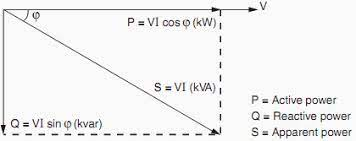 V
φ
P = VI cos φ (kW)
S = VI (kVA)
Q = VI sin φ (kvar)
P = Active power
Q = Reactive power
S = Apparent power